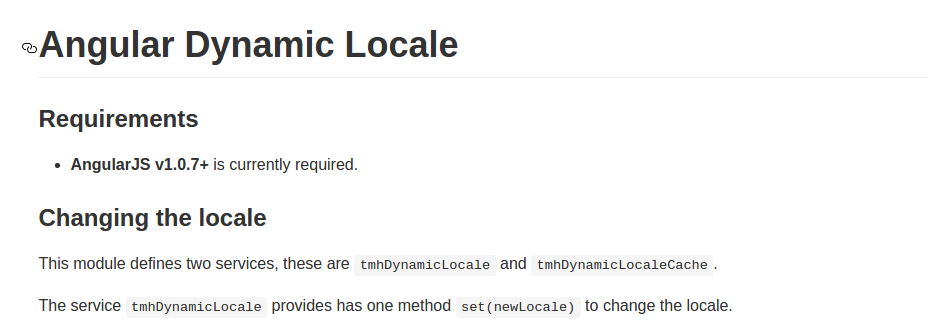 Angular Dynamic Locale
Requirements
• AngularJS v1.0.7+ is currently required.
Changing the locale
This module defines two services, these are tmhDynamicLocale and tmhDynamicLocaleCache.
The service tmhDynamicLocale provides has one method set(newLocale) to change the locale.